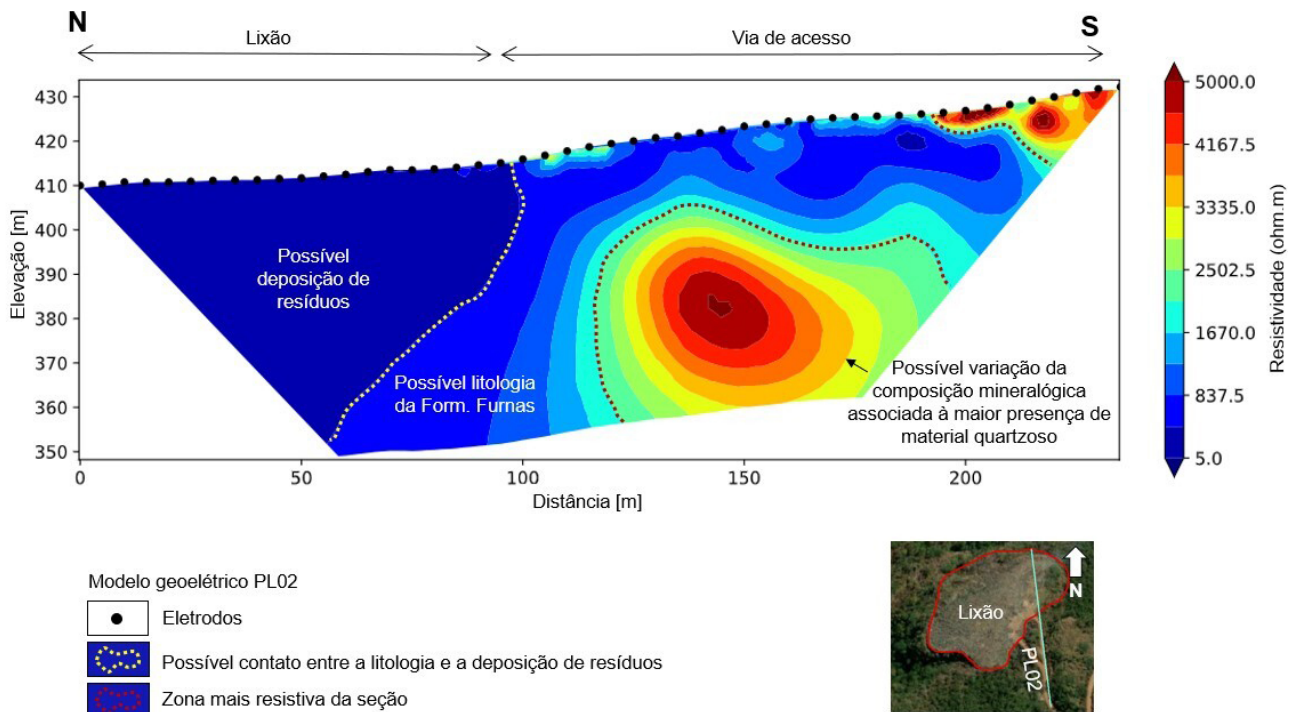 N
S
Lixão
Via de acesso
Elevação [m]
430
420
410
400
390
380
370
360
350
Possível
deposição de
resíduos
Possível litologia
da Form. Furnas
Possível variação da
composição mineralógica
associada à maior presença de
material quartzoso
0
50
100
150
200
Distância [m]
5000.0
4167.5
3335.0
2502.5
1670.0
837.5
5.0
Resistividade (ohm.m)
Modelo geoelétrico PL02
Eletrodos
Possível contato entre a litologia e a deposição de resíduos
Zona mais resistiva da seção
Lixão
N
PL02